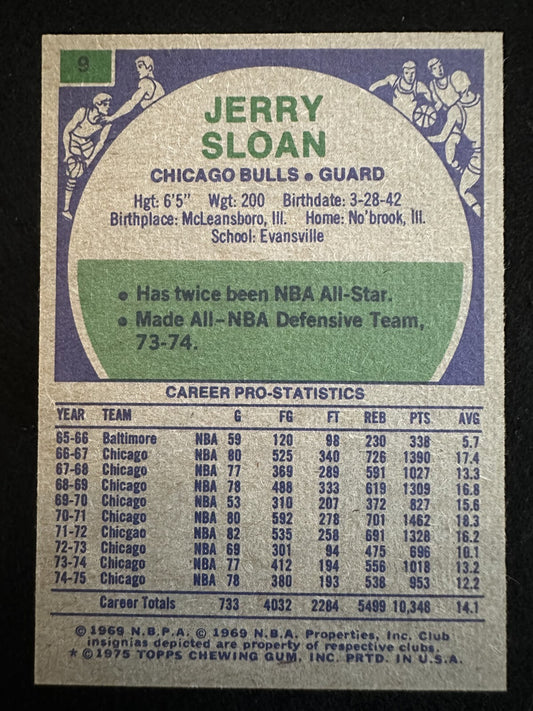 9
JERRY
SLOAN
CHICAGO BULLS • GUARD
Hgt: 6'5" Wgt: 200 Birthdate: 3-28-42
Birthplace: McLeansboro, Ill. Home: No'brook, Ill.
School: Evansville
• Has twice been NBA All-Star.
• Made All-NBA Defensive Team,
73-74.
CAREER PRO-STATISTICS
YEAR TEAM G FG FT REB PTS AVG
65-66 Baltimore NBA 59 120 98 230 338 5.7
66-67 Chicago NBA 80 525 340 726 1390 17.4
67-68 Chicago NBA 77 369 289 591 1027 13.3
68-69 Chicago NBA 78 488 333 619 1309 16.8
69-70 Chicago NBA 53 310 207 372 827 15.6
70-71 Chicago NBA 80 592 278 701 1462 18.3
71-72 Chicgao NBA 82 535 258 691 1328 16.2
72-73 Chicago NBA 69 301 94 475 696 10.1
73-74 Chicago NBA 77 412 194 556 1018 13.2
74-75 Chicago NBA 78 380 193 538 953 12.2
Career Totals 733 4032 2284 5499 10,348 14.1
© 1969 N.B.P.A. © 1969 N.B.A. Properties, Inc. Club
insignias depicted are property of respective clubs.
* © 1975 TOPPS CHEWING GUM, INC. PRTD. IN U.S.A.